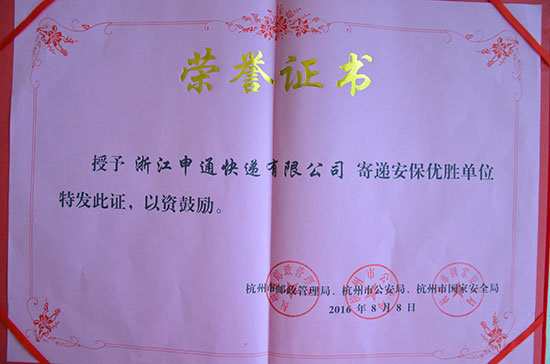 荣誉证书
授予 浙江申通快递有限公司 寄递安保优胜单位
特发此证，以资鼓励。
杭州市邮政管理局、杭州市公安局、杭州市国家安全局
2016 年 8 月 8 日